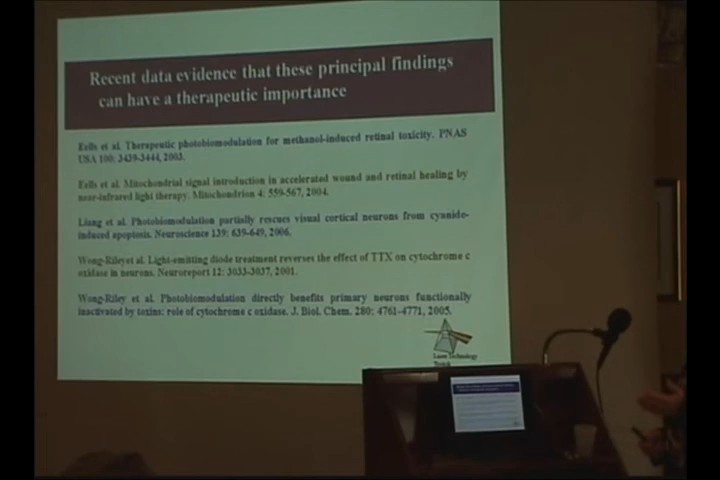 Recent data evidence that these principal findings
can have a therapeutic importance
Eells et al. Therapeutic photobiomodulation for methanol-induced retinal toxicity. PNAS
USA 100: 3439-3444, 2003.
Eells et al. Mitochondrial signal introduction in accelerated wound and retinal healing by
near-infrared light therapy. Mitochondrion 4: 559-567, 2004.
Liang et al. Photobiomodulation partially rescues visual cortical neurons from cyanide-
induced apoptosis. Neuroscience 139: 639-649, 2006.
Wong-Rileyet al. Light-emitting diode treatment reverses the effect of TTX on cytochrome c
oxidase in neurons. Neuroreport 12: 3033-3037, 2001.
Wong-Riley et al. Photobiomodulation directly benefits primary neurons functionally
inactivated by toxins: role of cytochrome c oxidase. J. Biol. Chem. 280: 4761-4771, 2005.
Laser Technology